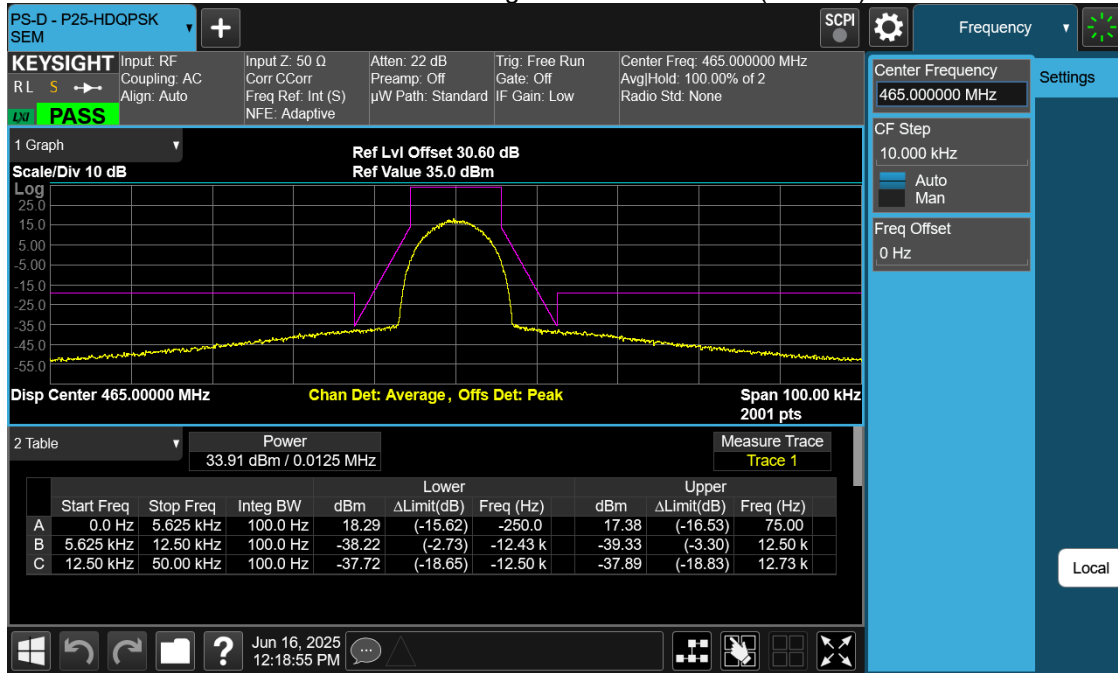 PS-D - P25-HDQPSK
SEM
SCPI
Frequency
KEYSIGHT
R L S
LXI PASS
Input: RF
Coupling: AC
Align: Auto
Input Z: 50 Ω
Corr CCorr
Freq Ref: Int (S)
NFE: Adaptive
Atten: 22 dB
Preamp: Off
µW Path: Standard
Trig: Free Run
Gate: Off
IF Gain: Low
Center Freq: 465.000000 MHz
Avg|Hold: 100.00% of 2
Radio Std: None
Center Frequency
465.000000 MHz
Settings
CF Step
10.000 kHz
Auto
Man
Freq Offset
0 Hz
1 Graph
Scale/Div 10 dB
Ref Lvl Offset 30.60 dB
Ref Value 35.0 dBm
Log
25.0
15.0
5.00
-5.00
-15.0
-25.0
-35.0
-45.0
-55.0
Disp Center 465.00000 MHz Chan Det: Average , Offs Det: Peak Span 100.00 kHz
2001 pts
2 Table
Power
33.91 dBm / 0.0125 MHz
Measure Trace
Trace 1
Lower Upper
Start Freq Stop Freq Integ BW dBm ΔLimit(dB) Freq (Hz) dBm ΔLimit(dB) Freq (Hz)
A 0.0 Hz 5.625 kHz 100.0 Hz 18.29 (-15.62) -250.0 17.38 (-16.53) 75.00
B 5.625 kHz 12.50 kHz 100.0 Hz -38.22 (-2.73) -12.43 k -39.33 (-3.30) 12.50 k
C 12.50 kHz 50.00 kHz 100.0 Hz -37.72 (-18.65) -12.50 k -37.89 (-18.83) 12.73 k
Local
?
Jun 16, 2025
12:18:55 PM